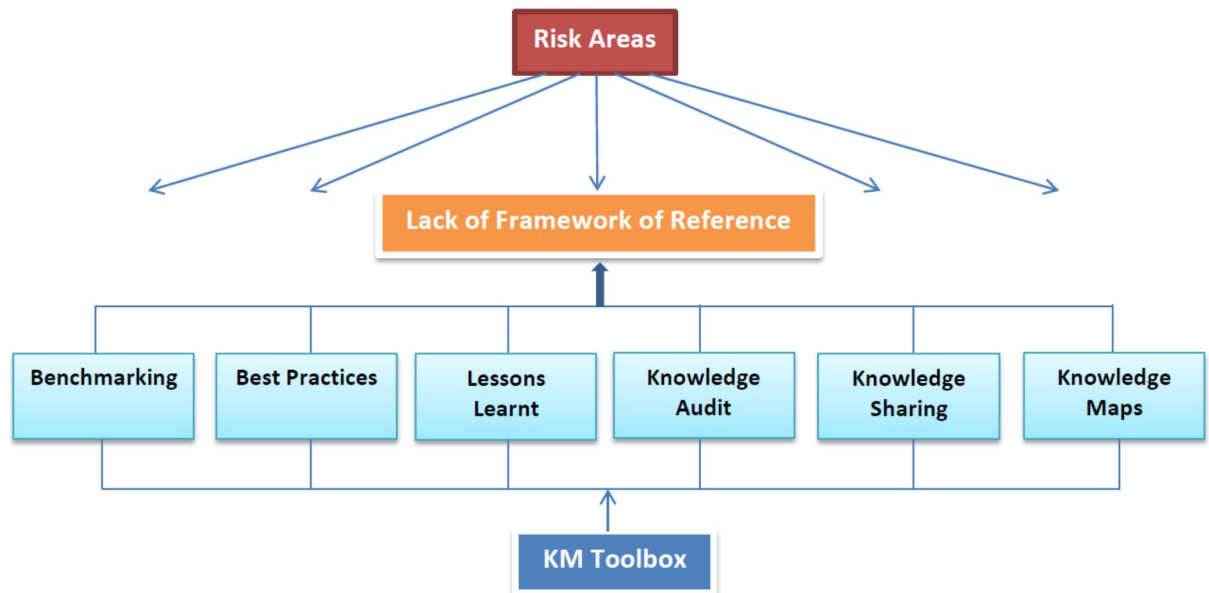 Risk Areas
Lack of Framework of Reference
Benchmarking
Best Practices
Lessons
Learnt
Knowledge
Audit
Knowledge
Sharing
Knowledge
Maps
KM Toolbox